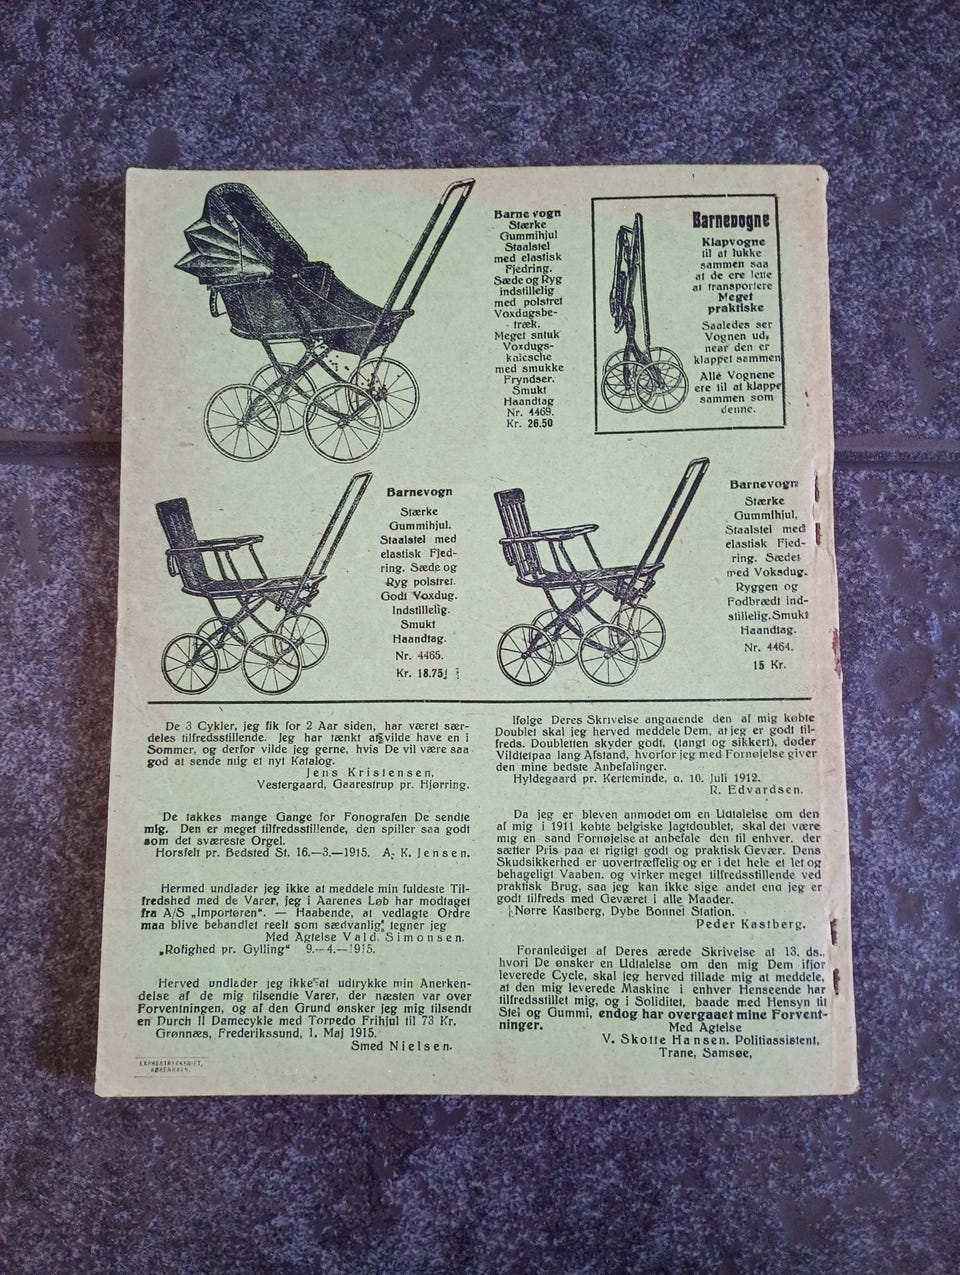 Barnevogn
Stærke
Gummihjul
Staalstel
med elastisk
Fjedring.
Sæde og Ryg
indstillelig
med polstret
Voxdugsbe-
træk.
Meget smukt
Voxdugs-
kalesche
med smukke
Fryndser.
Smukt
Haandtag
Nr. 4469.
Kr. 26.50
Barnevogne
Klapvogne
til at lukke
sammen saa
at de ere lette
at transportere
Meget
praktiske
Saaledes ser
Vognen ud,
naar den er
klappet sammen
Alle Vognene
ere til at klappe
sammen som
denne.
Barnevogn
Stærke
Gummihjul.
Staalstel med
elastisk Fjed-
ring. Sæde og
Ryg polstret.
Godt Voxdug.
Indstillelig.
Smukt
Haandtag.
Nr. 4465.
Kr. 18.75
Barnevogn
Stærke
Gummihjul,
Staalstel med
elastisk Fjed-
ring. Sædet
med Voksdug.
Ryggen og
Fodbrædt ind-
stillelig. Smukt
Haandtag.
Nr. 4464.
15 Kr.
De 3 Cykler, jeg fik for 2 Aar siden, har været sær-
deles tilfredsstillende. Jeg har tænkt at vilde have en i
Sommer, og derfor vilde jeg gerne, hvis De vil være saa
god at sende mig et nyt Katalog.
Jens Kristensen,
Vestergaard, Gaarestrup pr. Hjørring.
De takkes mange Gange for Fonografen De sendte
mig. Den er meget tilfredsstillende, den spiller saa godt
som det sværeste Orgel.
Horsfelt pr. Bedsted St. 16.—3.—1915. A. K. Jensen.
Hermed undlader jeg ikke at meddele min fuldeste Til-
fredshed med de Varer, jeg i Aarenes Løb har modtaget
fra A/S „Importøren“. — Haabende, at vedlagte Ordre
maa blive behandlet reelt som sædvanlig, tegner jeg
Med Agtelse Vald. Simonsen.
„Rolighed pr. Gylling“ 9.—4.—1915.
Herved undlader jeg ikke at udtrykke min Anerken-
delse af de mig tilsendte Varer, der næsten var over
Forventningen, og af den Grund ønsker jeg mig tilsendt
en Durch II Damecykle med Torpedo Frihjul til 73 Kr.
Grønnæs, Frederikssund, 1. Maj 1915.
Smed Nielsen.
EXPRESTRYKKERIET,
KØBENHAVN.
Ifølge Deres Skrivelse angaaende den af mig købte
Doublet skal jeg herved meddele Dem, at jeg er godt til-
freds. Doubletten skyder godt, (langt og sikkert), døder
Vildtetpaa lang Afstand, hvorfor jeg med Fornøjelse giver
den mine bedste Anbefalinger.
Hyldegaard pr. Kerteminde, d. 10. Juli 1912.
R. Edvardsen.
Da jeg er bleven anmodet om en Udtalelse om den
af mig i 1911 købte belgiske Jagtdoublet, skal det være
mig en sand Fornøjelse at anbefale den til enhver, der
sætter Pris paa et rigtigt godt og praktisk Gevær. Dens
Skudsikkerhed er uovertræffelig og er i det hele et let og
behageligt Vaaben. og virker meget tilfredsstillende ved
praktisk Brug, saa jeg kan ikke sige andet end jeg er
godt tilfreds med Geværet i alle Maader.
Nørre Kastberg, Dybe Bonnet Station.
Peder Kastberg.
Foranlediget af Deres ærede Skrivelse at 13. ds.,
hvori De ønsker en Udtalelse om den mig Dem ifjor
leverede Cycle, skal jeg herved tillade mig at meddele,
at den mig leverede Maskine i enhver Henseende har
tilfredsstillet mig, og i Soliditet, baade med Hensyn til
Stel og Gummi, endog har overgaaet mine Forvent-
ninger.
Med Agtelse
V. Skotte Hansen. Politiassistent,
Trane, Samsøe,